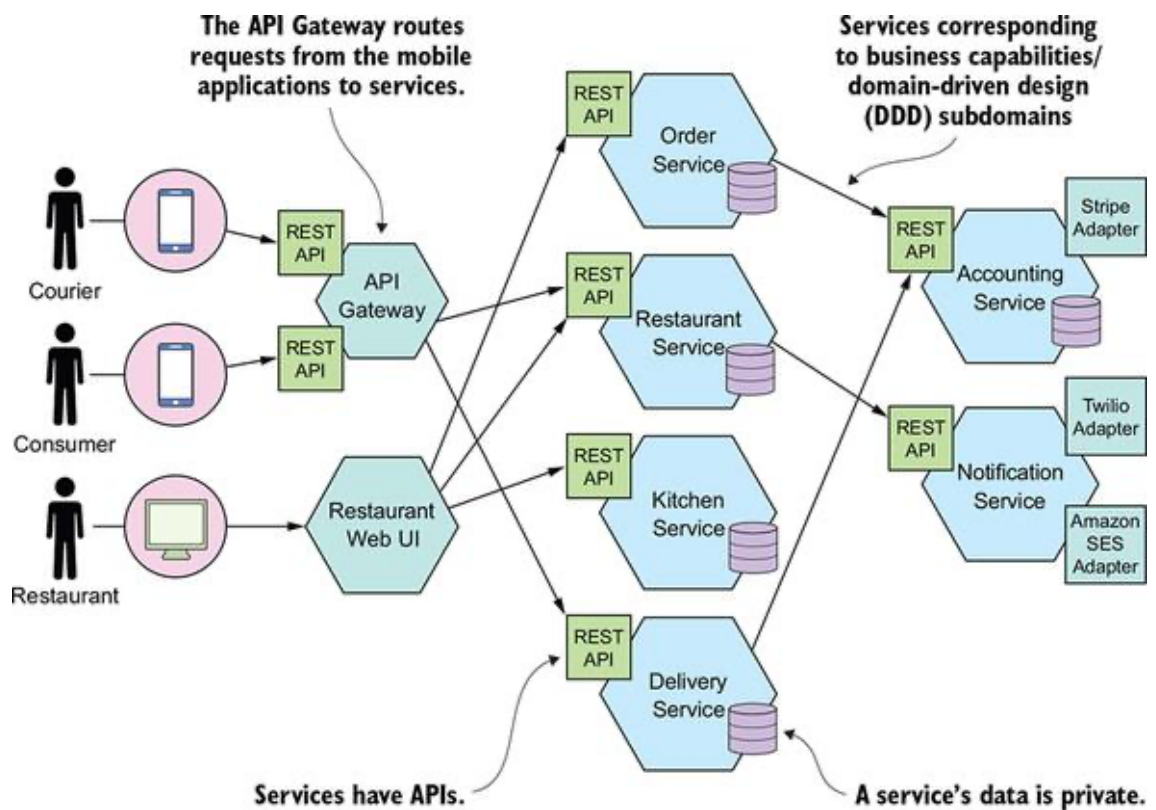 The API Gateway routes
requests from the mobile
applications to services.
Services corresponding
to business capabilities/
domain-driven design
(DDD) subdomains
REST
API
Order
Service
Courier
REST
API
API
Gateway
REST
API
Consumer
REST
API
Restaurant
Service
REST
API
Accounting
Service
Stripe
Adapter
Restaurant
Restaurant
Web UI
REST
API
Kitchen
Service
REST
API
Notification
Service
Twilio
Adapter
Amazon
SES
Adapter
REST
API
Delivery
Service
Services have APIs.
A service's data is private.